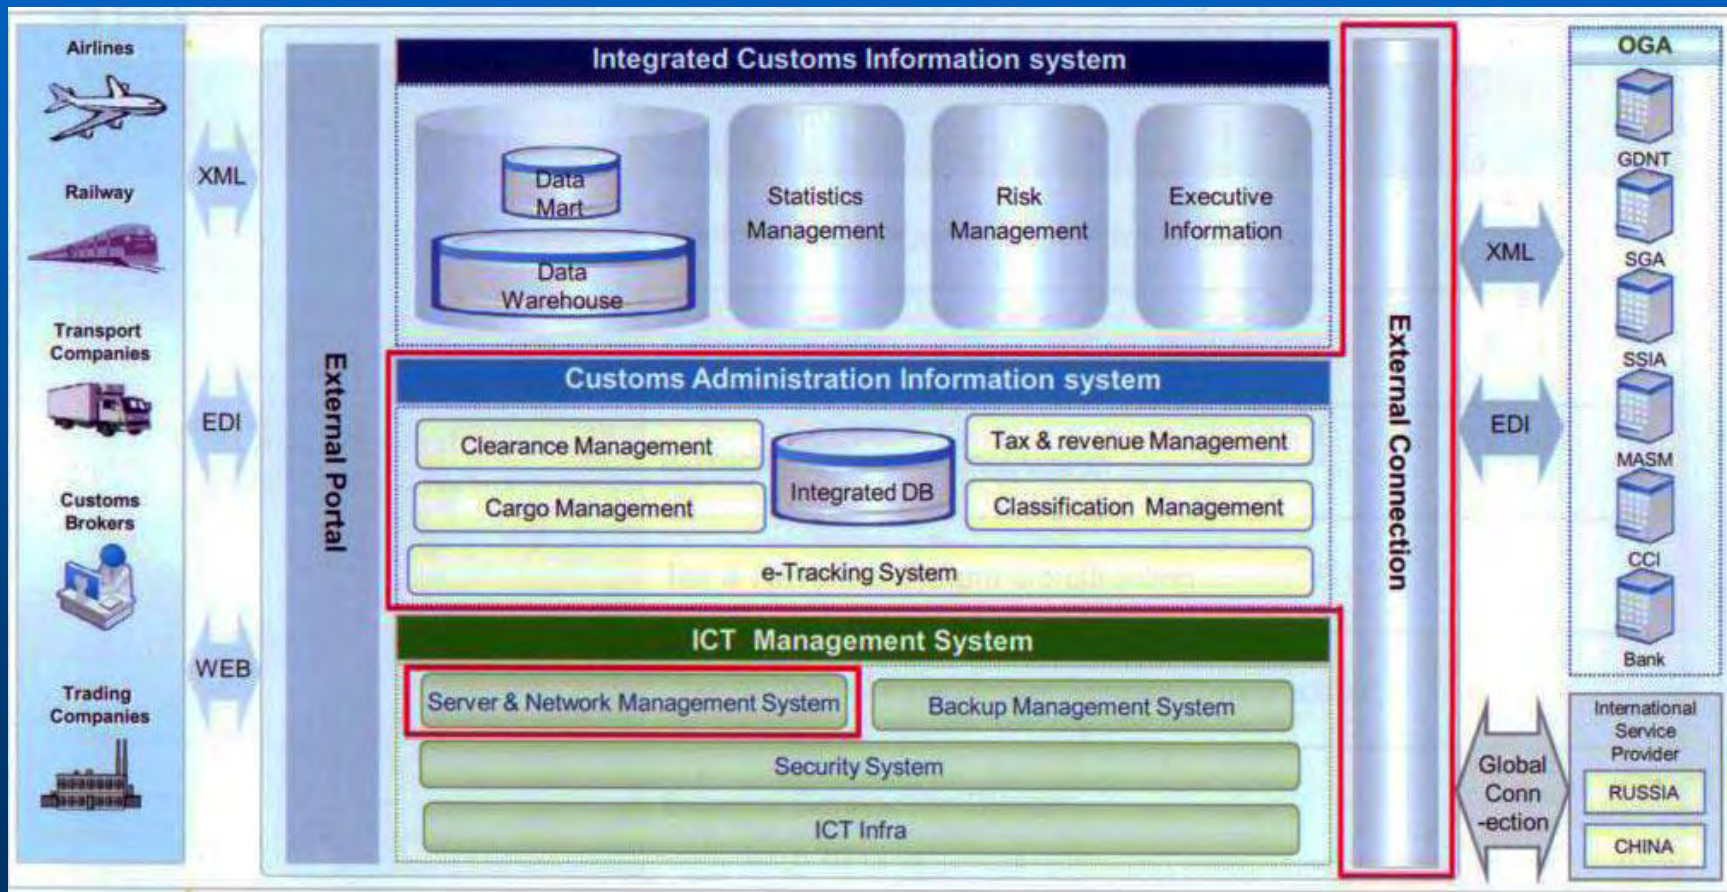 Airlines
Railway
Transport
Companies
Customs
Brokers
Trading
Companies
XML
EDI
WEB
External Portal
Integrated Customs Information system
Data
Mart
Data
Warehouse
Statistics
Management
Risk
Management
Executive
Information
Customs Administration Information system
Clearance Management
Cargo Management
Integrated DB
Tax & revenue Management
Classification Management
e-Tracking System
ICT Management System
Server & Network Management System
Backup Management System
Security System
ICT Infra
External Connection
XML
EDI
Global
Conn
-ection
OGA
GDNT
SGA
SSIA
MASM
CCI
Bank
International
Service
Provider
RUSSIA
CHINA